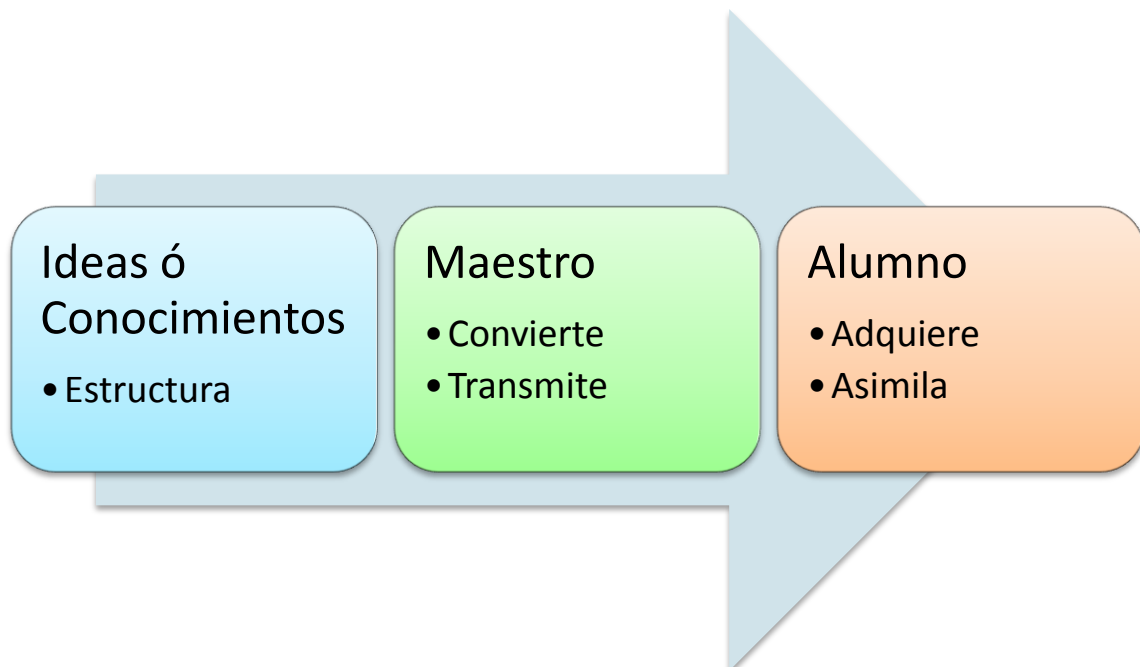 Ideas ó
Conocimientos
• Estructura
Maestro
• Convierte
• Transmite
Alumno
• Adquiere
• Asimila